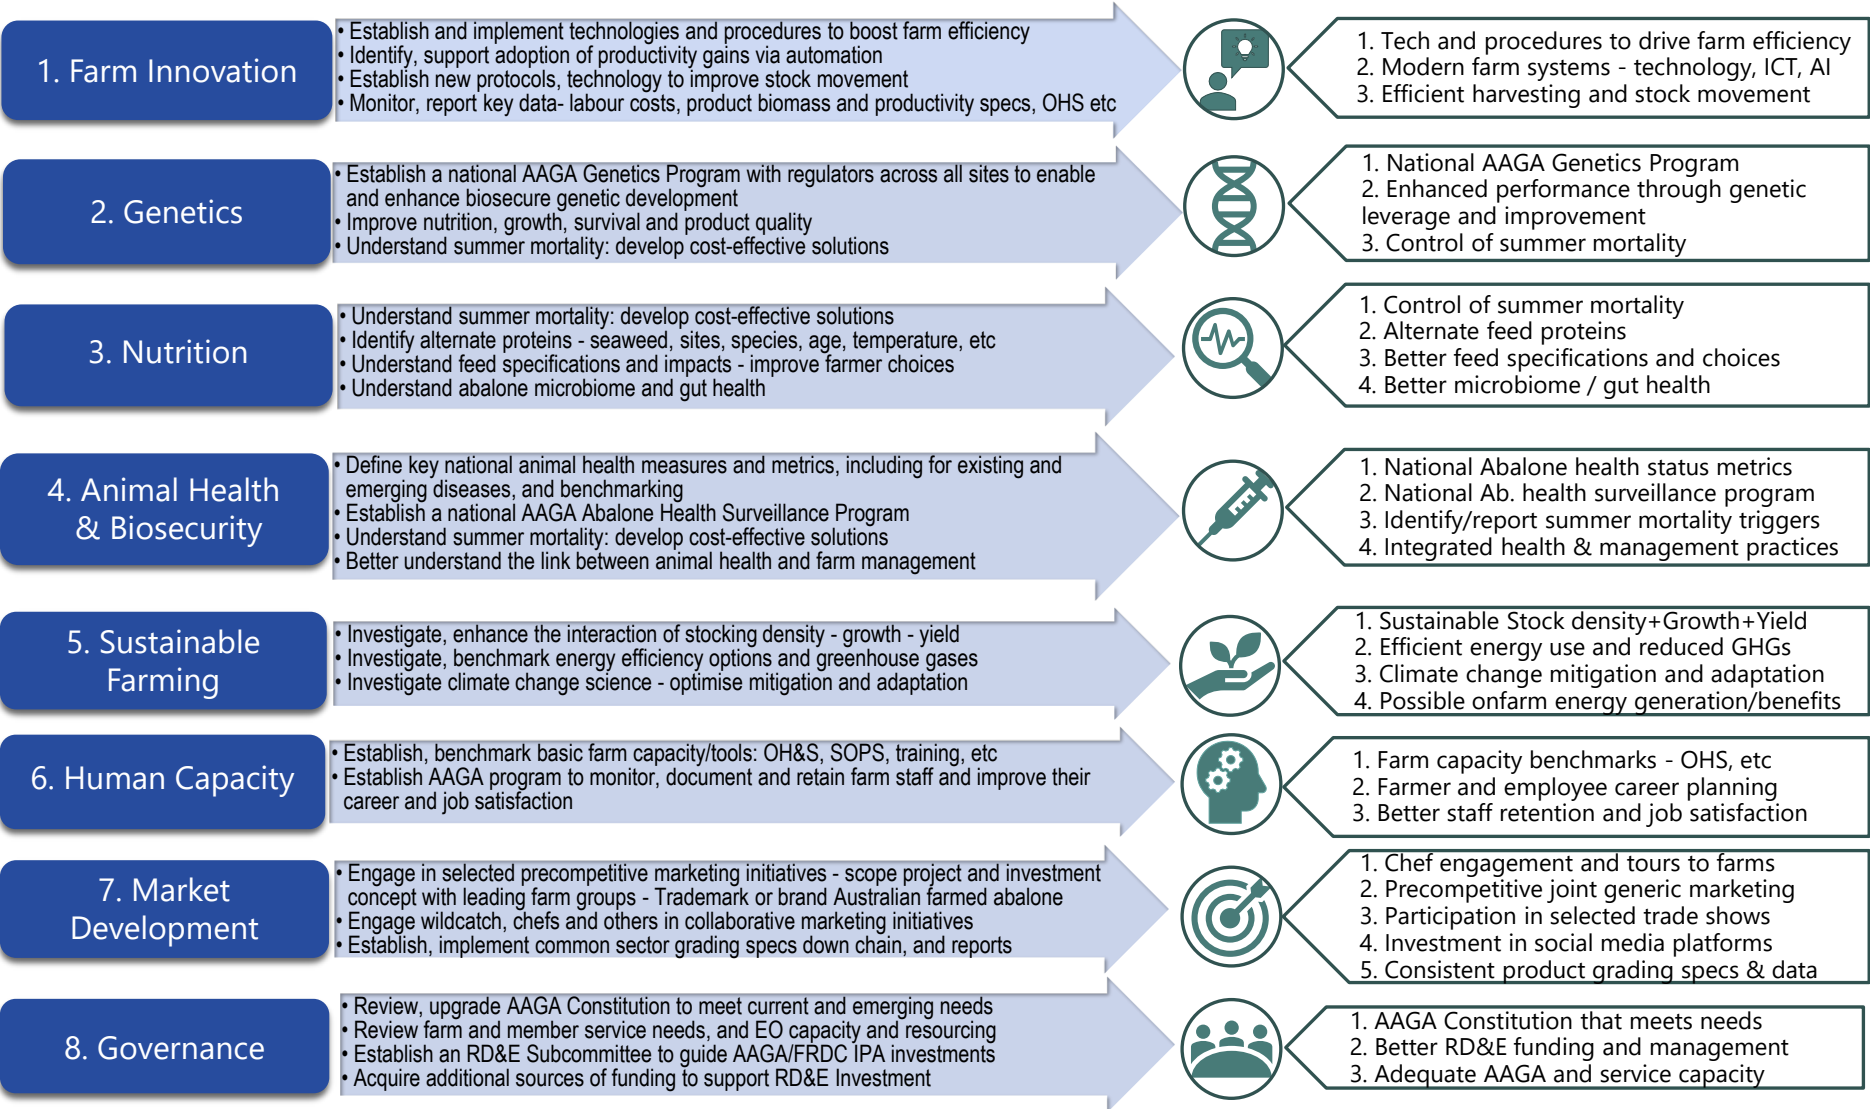 1. Farm Innovation
• Establish and implement technologies and procedures to boost farm efficiency
• Identify, support adoption of productivity gains via automation
• Establish new protocols, technology to improve stock movement
• Monitor, report key data- labour costs, product biomass and productivity specs, OHS etc
1. Tech and procedures to drive farm efficiency
2. Modern farm systems - technology, ICT, AI
3. Efficient harvesting and stock movement
2. Genetics
• Establish a national AAGA Genetics Program with regulators across all sites to enable
and enhance biosecure genetic development
• Improve nutrition, growth, survival and product quality
• Understand summer mortality: develop cost-effective solutions
1. National AAGA Genetics Program
2. Enhanced performance through genetic
leverage and improvement
3. Control of summer mortality
3. Nutrition
• Understand summer mortality: develop cost-effective solutions
• Identify alternate proteins - seaweed, sites, species, age, temperature, etc
• Understand feed specifications and impacts - improve farmer choices
• Understand abalone microbiome and gut health
1. Control of summer mortality
2. Alternate feed proteins
3. Better feed specifications and choices
4. Better microbiome / gut health
4. Animal Health
& Biosecurity
• Define key national animal health measures and metrics, including for existing and
emerging diseases, and benchmarking
• Establish a national AAGA Abalone Health Surveillance Program
• Understand summer mortality: develop cost-effective solutions
• Better understand the link between animal health and farm management
1. National Abalone health status metrics
2. National Ab. health surveillance program
3. Identify/report summer mortality triggers
4. Integrated health & management practices
5. Sustainable
Farming
• Investigate, enhance the interaction of stocking density - growth - yield
• Investigate, benchmark energy efficiency options and greenhouse gases
• Investigate climate change science - optimise mitigation and adaptation
1. Sustainable Stock density+Growth+Yield
2. Efficient energy use and reduced GHGs
3. Climate change mitigation and adaptation
4. Possible onfarm energy generation/benefits
6. Human Capacity
• Establish, benchmark basic farm capacity/tools: OH&S, SOPS, training, etc
• Establish AAGA program to monitor, document and retain farm staff and improve their
career and job satisfaction
1. Farm capacity benchmarks - OHS, etc
2. Farmer and employee career planning
3. Better staff retention and job satisfaction
7. Market
Development
• Engage in selected precompetitive marketing initiatives - scope project and investment
concept with leading farm groups - Trademark or brand Australian farmed abalone
• Engage wildcatch, chefs and others in collaborative marketing initiatives
• Establish, implement common sector grading specs down chain, and reports
1. Chef engagement and tours to farms
2. Precompetitive joint generic marketing
3. Participation in selected trade shows
4. Investment in social media platforms
5. Consistent product grading specs & data
8. Governance
• Review, upgrade AAGA Constitution to meet current and emerging needs
• Review farm and member service needs, and EO capacity and resourcing
• Establish an RD&E Subcommittee to guide AAGA/FRDC IPA investments
• Acquire additional sources of funding to support RD&E Investment
1. AAGA Constitution that meets needs
2. Better RD&E funding and management
3. Adequate AAGA and service capacity